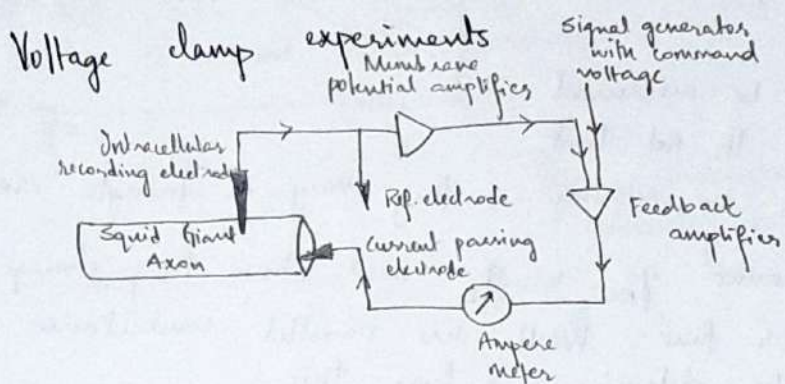 Voltage clamp experiments
Signal generator
with command
voltage
Membrane
potential amplifier
Intracellular
recording electrode
Ref. electrode
Feedback
amplifier
Squid Giant
Axon
Current passing
electrode
Ampere
meter